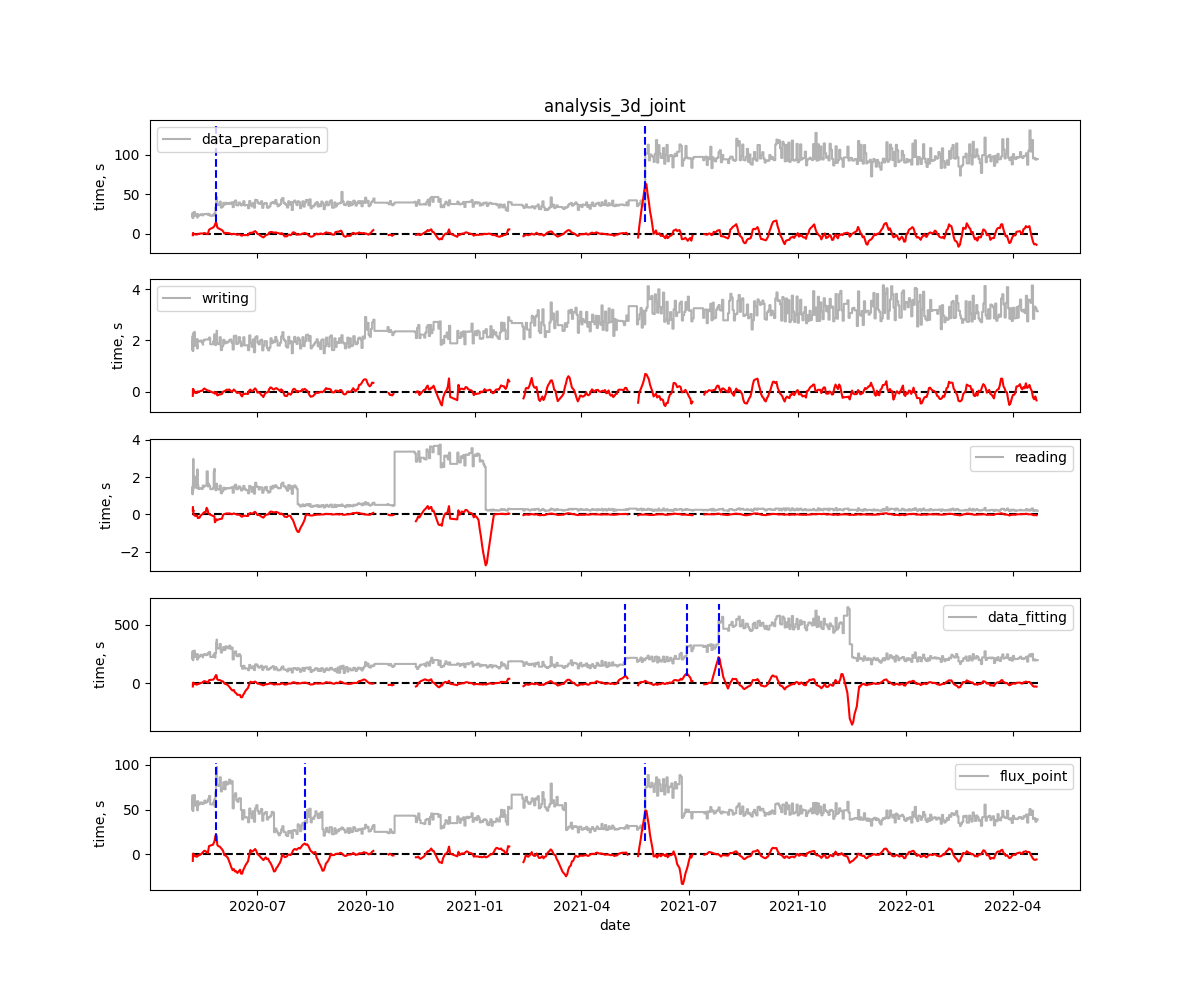 analysis_3d_joint
data_preparation
time, s
100
50
0
writing
time, s
4
2
0
reading
time, s
4
2
0
−2
data_fitting
time, s
500
0
flux_point
time, s
100
50
0
2020-07 2020-10 2021-01 2021-04 2021-07 2021-10 2022-01 2022-04
date